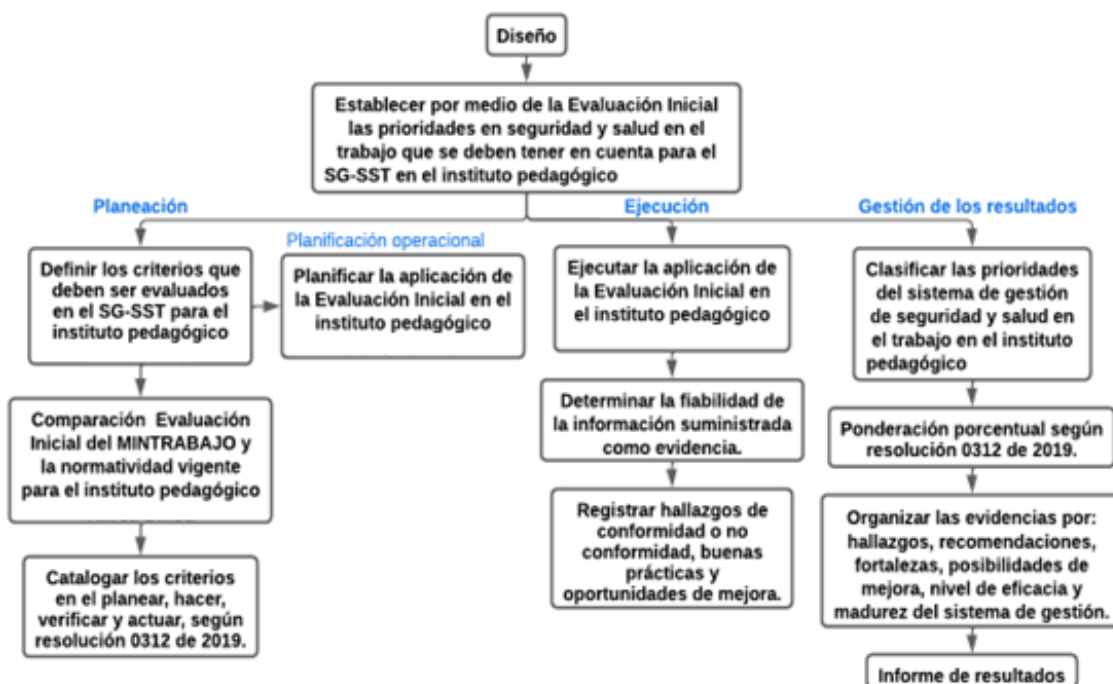 Diseño
Establecer por medio de la Evaluación Inicial
las prioridades en seguridad y salud en el
trabajo que se deben tener en cuenta para el
SG-SST en el instituto pedagógico
Planeación
Ejecución
Gestión de los resultados
Planificación operacional
Definir los criterios que
deben ser evaluados
en el SG-SST para el
instituto pedagógico
Planificar la aplicación de
la Evaluación Inicial en el
instituto pedagógico
Ejecutar la aplicación de
la Evaluación Inicial en
el instituto pedagógico
Clasificar las prioridades
del sistema de gestión
de seguridad y salud en
el trabajo en el instituto
pedagógico
Comparación Evaluación
Inicial del MINTRABAJO y
la normatividad vigente
para el instituto pedagógico
Determinar la fiabilidad de
la información suministrada
como evidencia.
Ponderación porcentual según
resolución 0312 de 2019.
Catalogar los criterios
en el planear, hacer,
verificar y actuar, según
resolución 0312 de 2019.
Registrar hallazgos de
conformidad o no
conformidad, buenas
prácticas y
oportunidades de mejora.
Organizar las evidencias por:
hallazgos, recomendaciones,
fortalezas, posibilidades de
mejora, nivel de eficacia y
madurez del sistema de gestión.
Informe de resultados